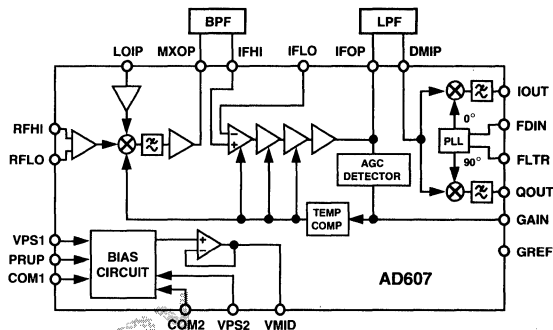 BPF
LPF
LOIP
MXOP
IFHI
IFLO
IFOP
DMIP
IOUT
RFHI
0°
FDIN
PLL
RFLO
90°
FLTR
AGC
DETECTOR
QOUT
TEMP
COMP
GAIN
VPS1
PRUP
BIAS
CIRCUIT
GREF
COM1
AD607
COM2
VPS2
VMID